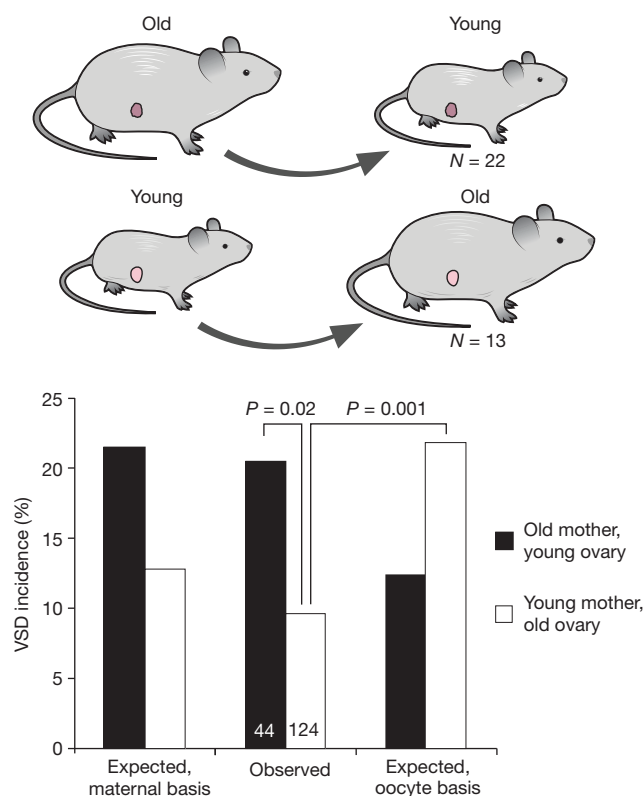 Old
Young
N = 22
Young
Old
N = 13
25
P = 0.02
P = 0.001
20
15
10
5
0
VSD incidence (%)
Old mother,
young ovary
Young mother,
old ovary
44
124
Expected,
maternal basis
Observed
Expected,
oocyte basis